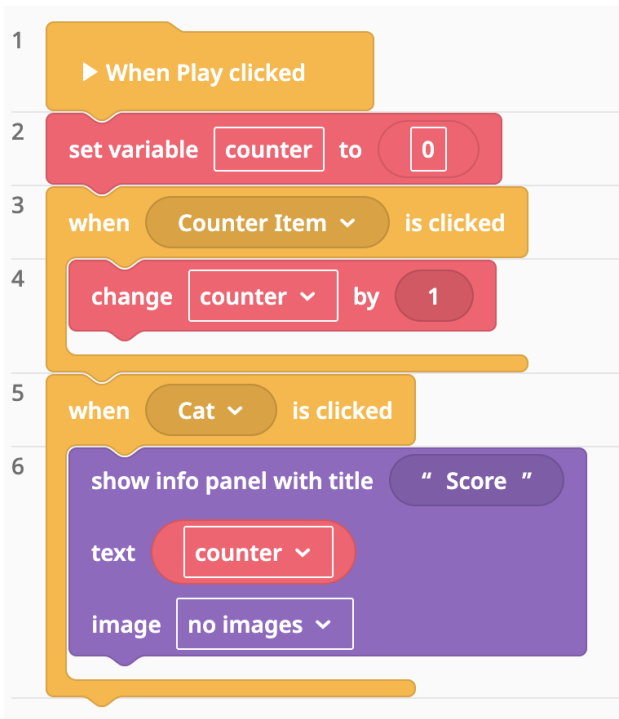 1
When Play clicked
2
set variable counter to 0
3
when Counter Item is clicked
4
change counter by 1
5
when Cat is clicked
6
show info panel with title “ Score ”
text counter
image no images